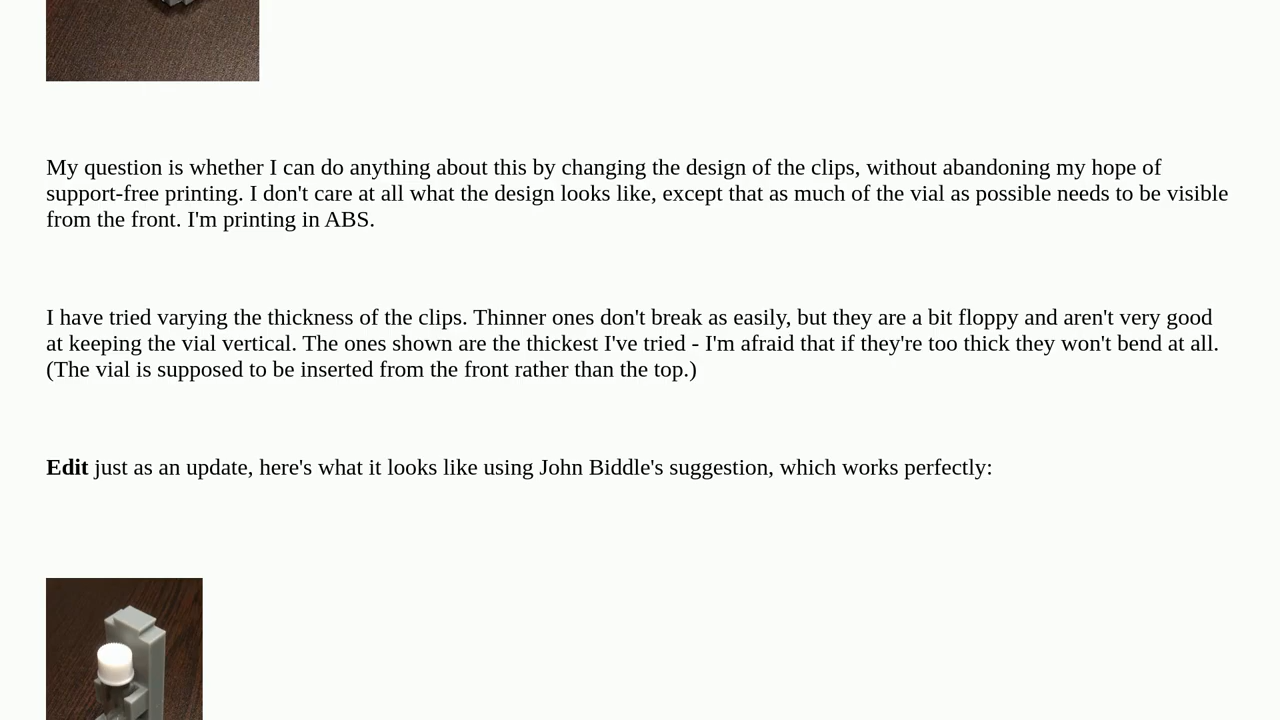 My question is whether I can do anything about this by changing the design of the clips, without abandoning my hope of
support-free printing. I don't care at all what the design looks like, except that as much of the vial as possible needs to be visible
from the front. I'm printing in ABS.
I have tried varying the thickness of the clips. Thinner ones don't break as easily, but they are a bit floppy and aren't very good
at keeping the vial vertical. The ones shown are the thickest I've tried - I'm afraid that if they're too thick they won't bend at all.
(The vial is supposed to be inserted from the front rather than the top.)
Edit just as an update, here's what it looks like using John Biddle's suggestion, which works perfectly: